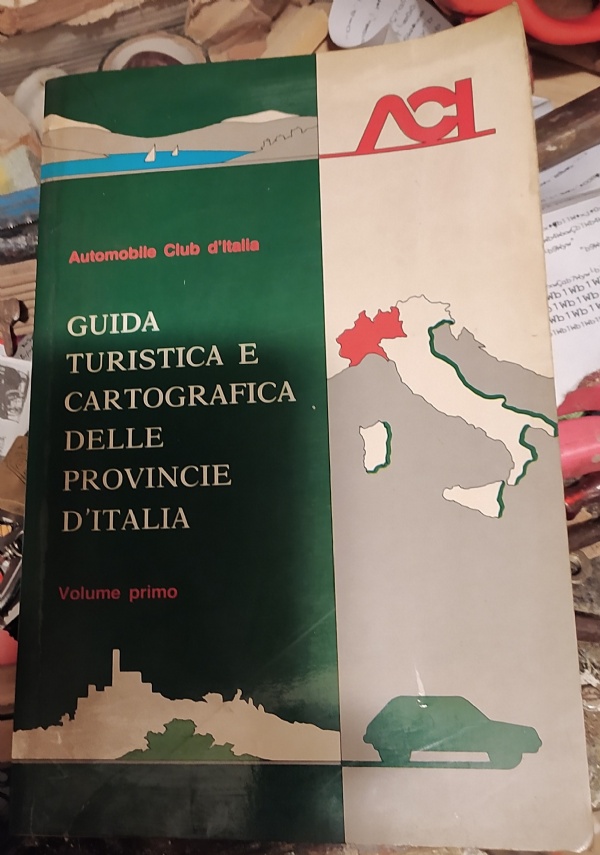 ACI
Automobile Club d'Italia
GUIDA
TURISTICA E
CARTOGRAFICA
DELLE
PROVINCIE
D'ITALIA
Volume primo